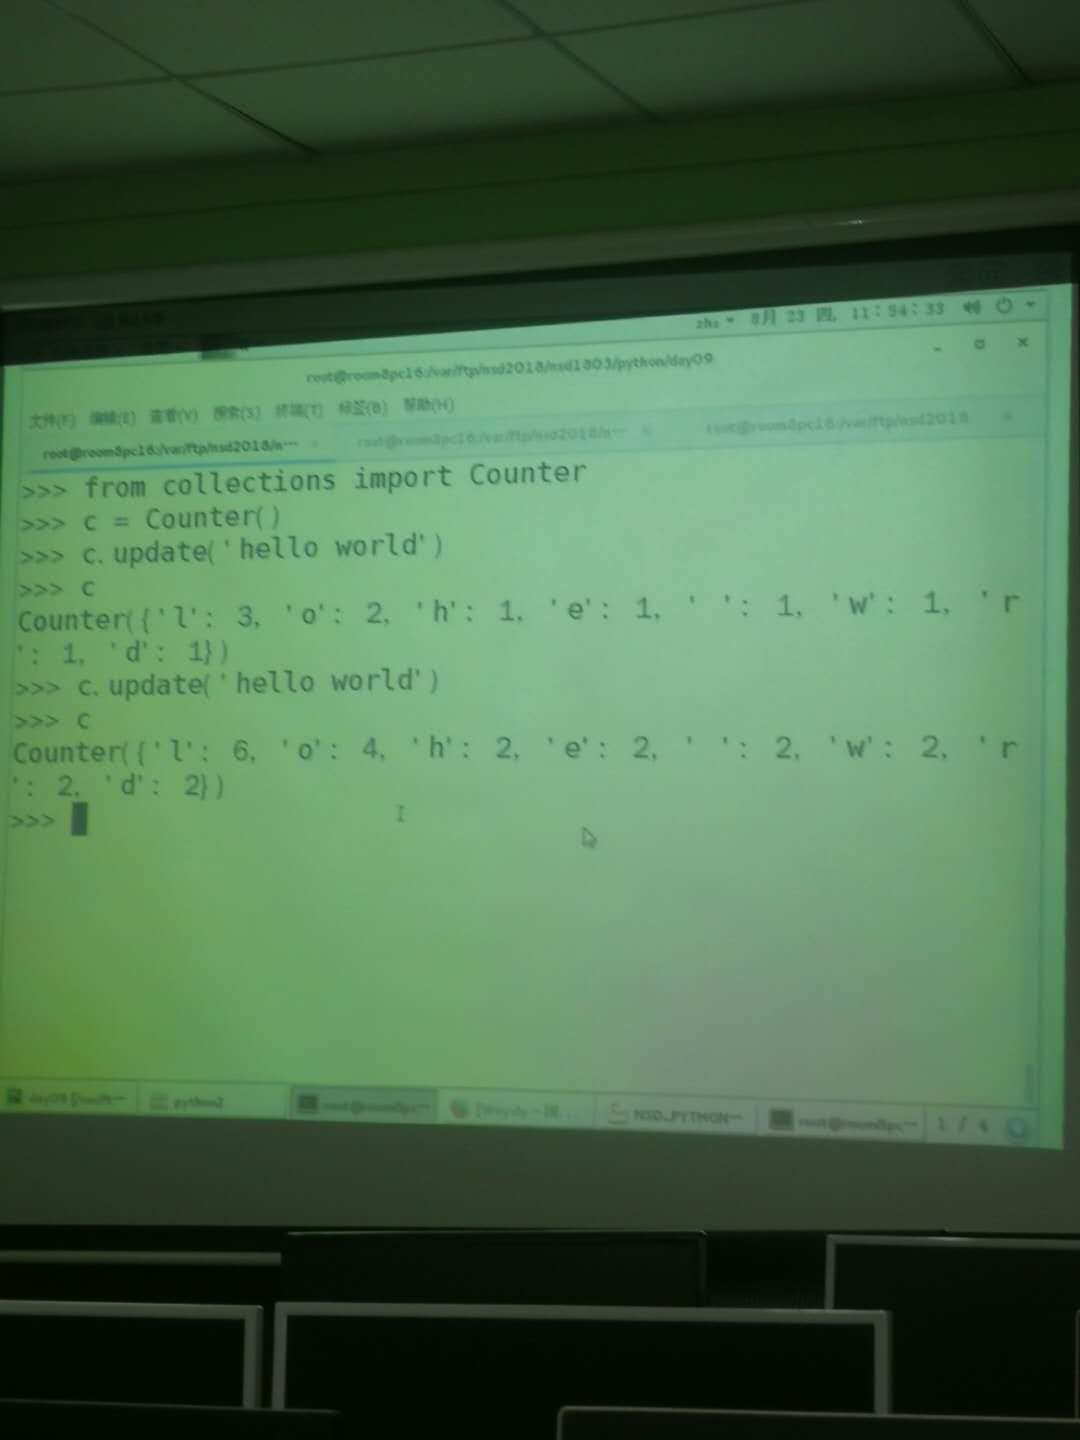 zhs 8月 23 四, 11:54:33
root@room8pc16:/var/ftp/nsd2018/nsd1803/python/day09
文件(F) 编辑(E) 查看(V) 搜索(S) 终端(T) 标签(B) 帮助(H)
root@room8pc16:/var/ftp/nsd2018/n··· root@room8pc16:/var/ftp/nsd2018/n··· root@room8pc16:/var/ftp/nsd2018
>>> from collections import Counter
>>> c = Counter()
>>> c.update('hello world')
>>> c
Counter({'l': 3, 'o': 2, 'h': 1, 'e': 1, ' ': 1, 'w': 1, 'r
': 1, 'd': 1})
>>> c.update('hello world')
>>> c
Counter({'l': 6, 'o': 4, 'h': 2, 'e': 2, ' ': 2, 'w': 2, 'r
': 2, 'd': 2})
>>>
python2 root@room8pc··· NSD_PYTHON··· root@room8pc··· 1 / 4